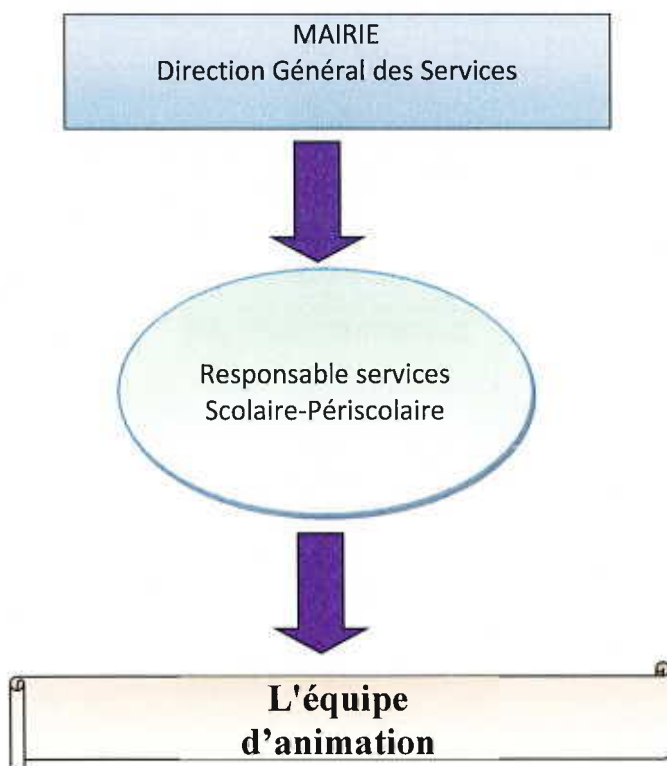 MAIRIE
Direction Général des Services
Responsable services
Scolaire-Périscolaire
L'équipe
d’animation